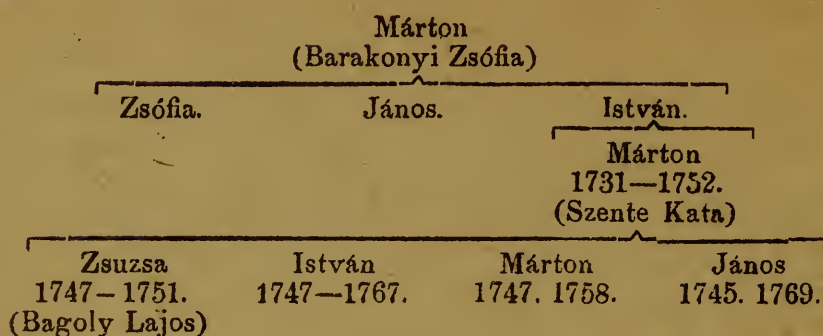 Márton
(Barakonyi Zsófia)
Zsófia. János. István.
Márton
1731—1752.
(Szente Kata)
Zsuzsa István Márton János
1747–1751. 1747—1767. 1747. 1758. 1745. 1769.
(Bagoly Lajos)